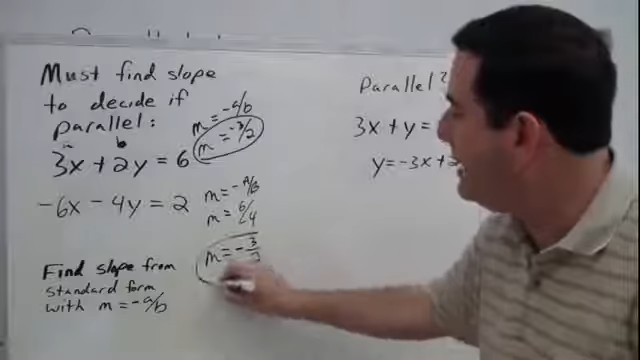 Must find slope
to decide if
parallel:
m = -a/b
m = -3/2
a b
3x + 2y = 6
-6x - 4y = 2
m = -A/B
m = 6/-4
m = - 3/2
Find slope from
standard form
with m = -a/b
Parallel?
3x + y =
y = -3x + 2